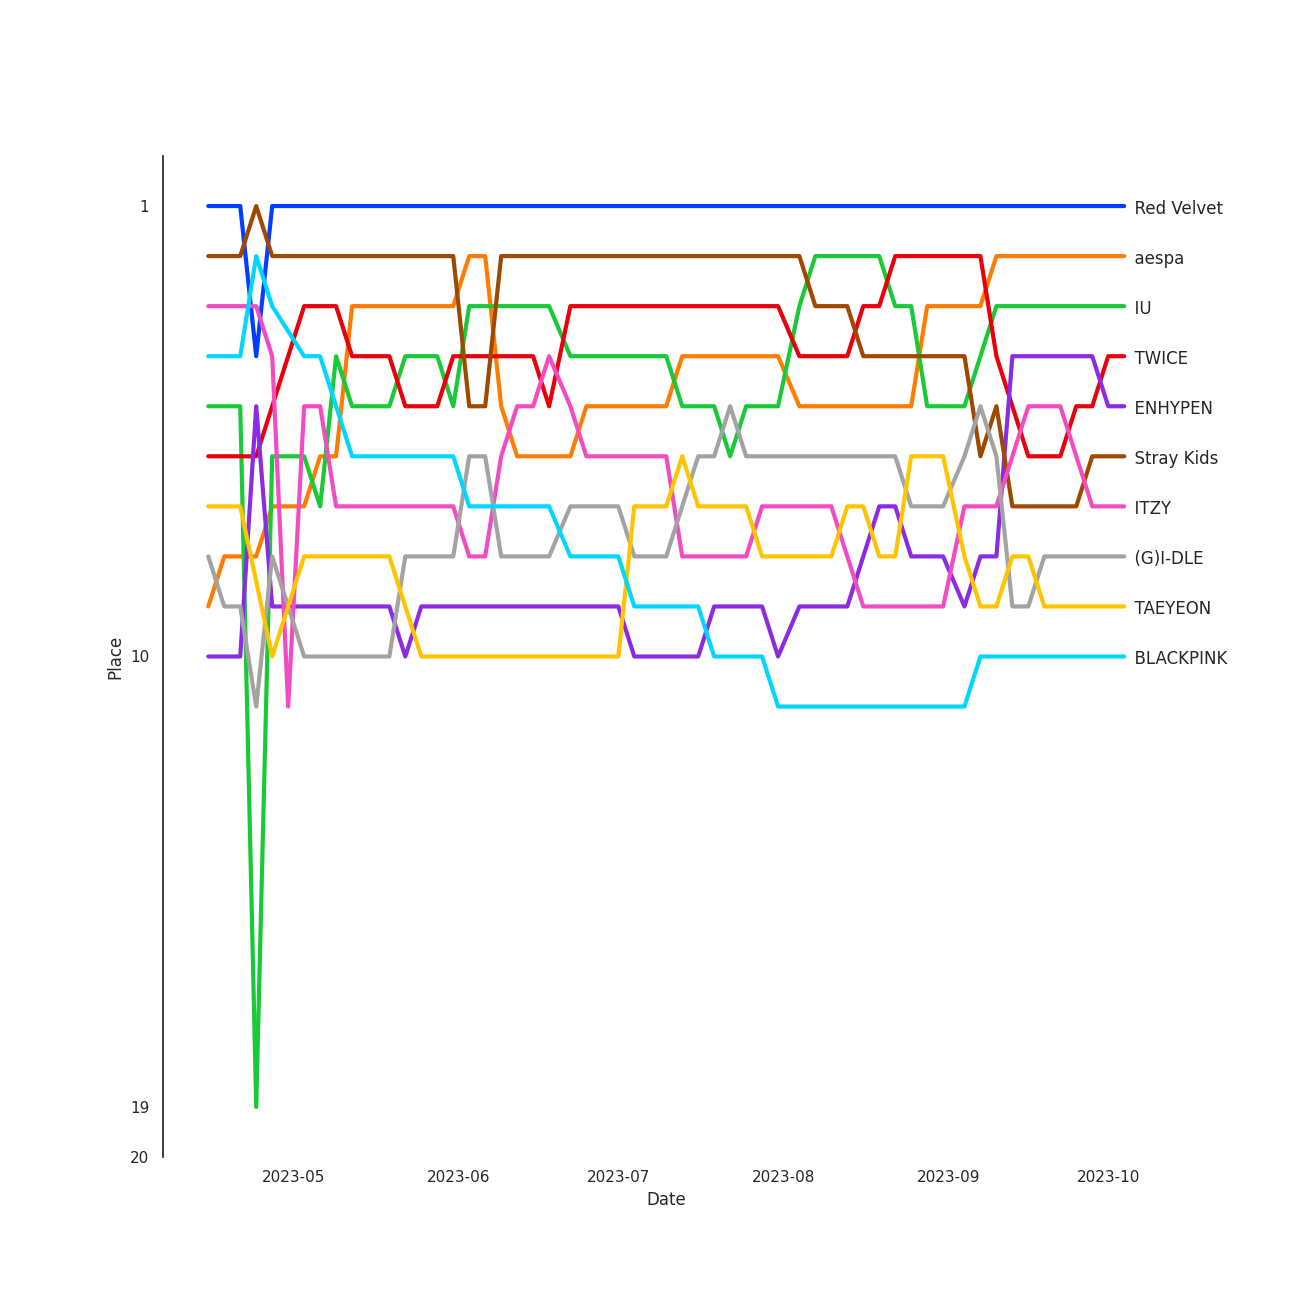 1
10
19
20
Place
Red Velvet
aespa
IU
TWICE
ENHYPEN
Stray Kids
ITZY
(G)I-DLE
TAEYEON
BLACKPINK
2023-05 2023-06 2023-07 2023-08 2023-09 2023-10
Date